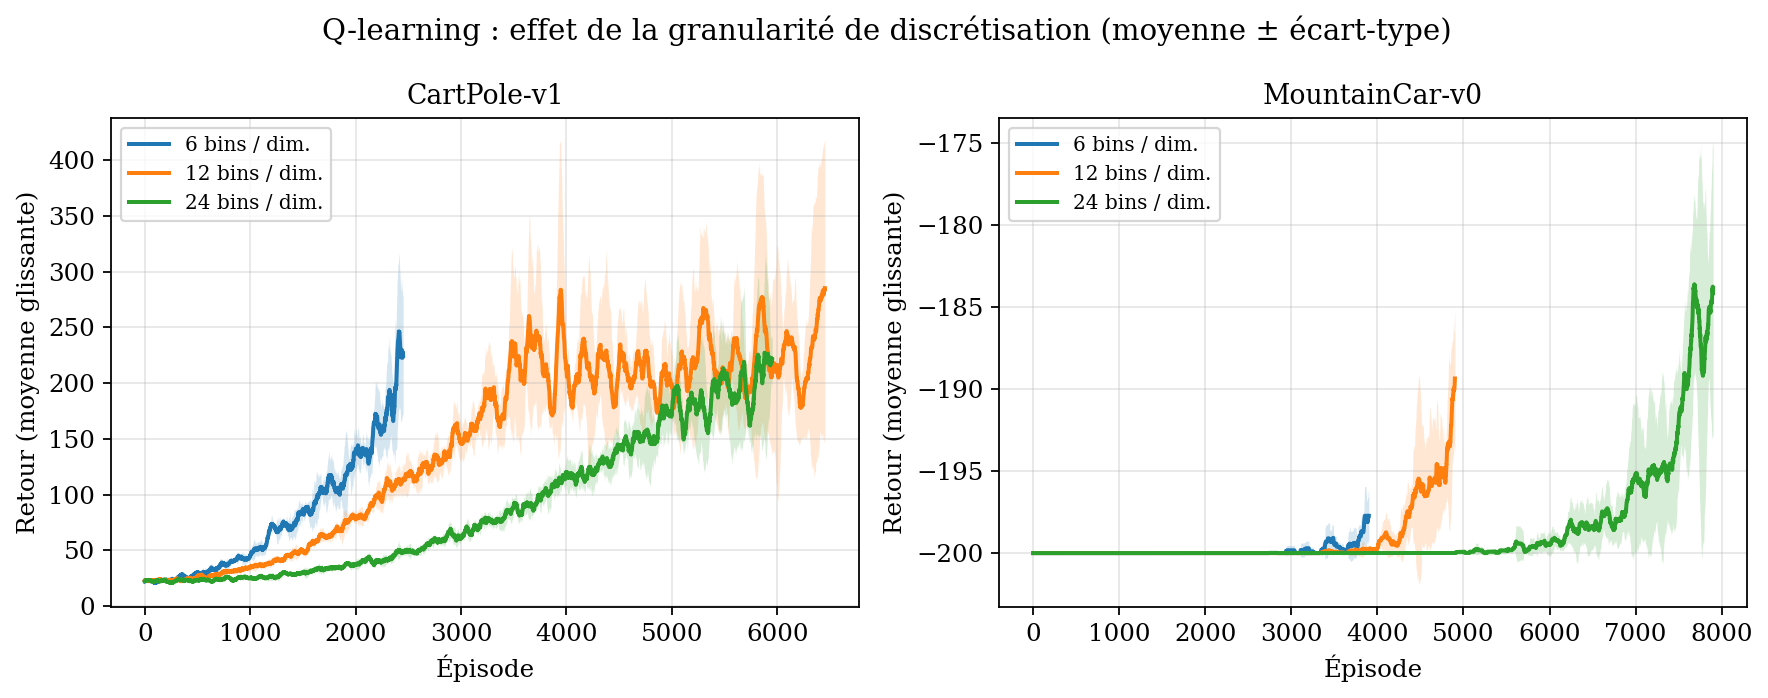 Q-learning : effet de la granularité de discrétisation (moyenne ± écart-type)
CartPole-v1
6 bins / dim.
12 bins / dim.
24 bins / dim.
Retour (moyenne glissante)
400
350
300
250
200
150
100
50
0
0 1000 2000 3000 4000 5000 6000
Épisode
MountainCar-v0
6 bins / dim.
12 bins / dim.
24 bins / dim.
Retour (moyenne glissante)
−175
−180
−185
−190
−195
−200
0 1000 2000 3000 4000 5000 6000 7000 8000
Épisode